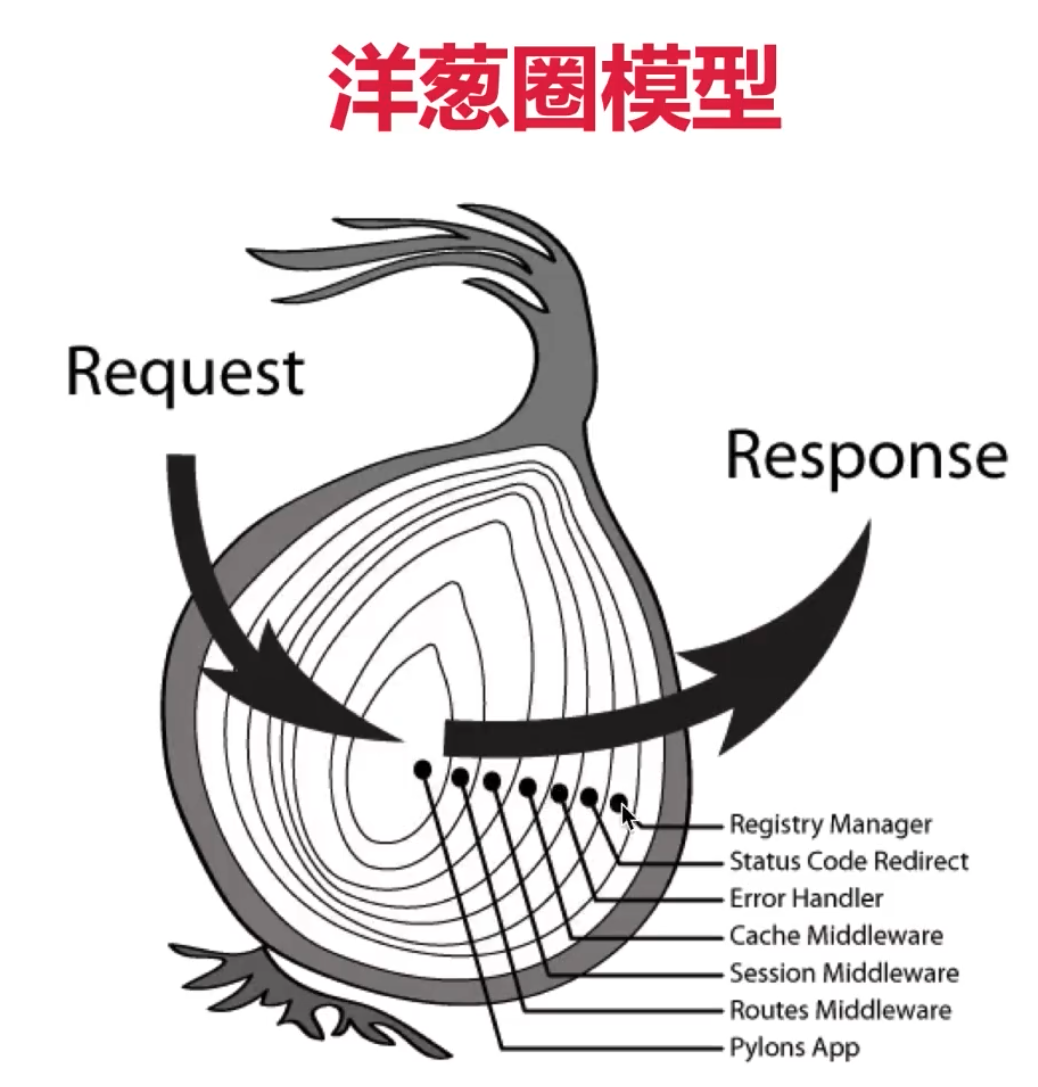 洋葱圈模型
Request
Response
Registry Manager
Status Code Redirect
Error Handler
Cache Middleware
Session Middleware
Routes Middleware
Pylons App